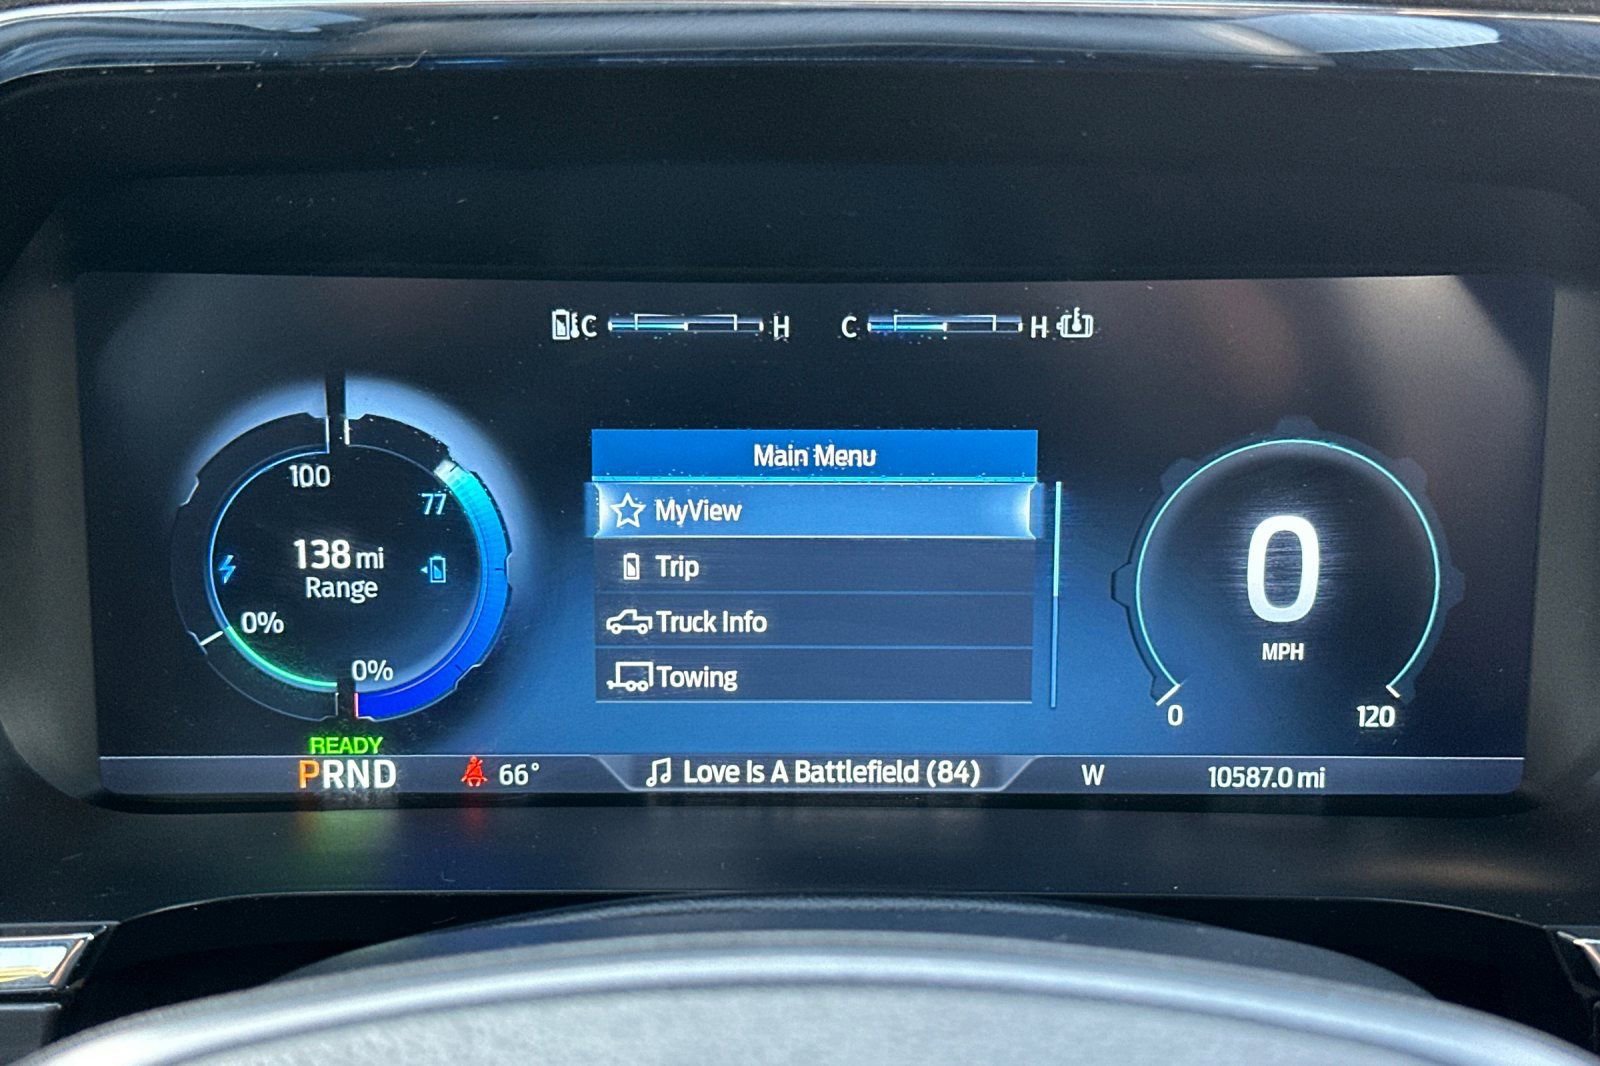 C H
C H
100
77
138 mi
Range
0%
0%
Main Menu
MyView
Trip
Truck Info
Towing
0
MPH
0
120
READY
PRND
66°
Love Is A Battlefield (84)
W
10587.0 mi